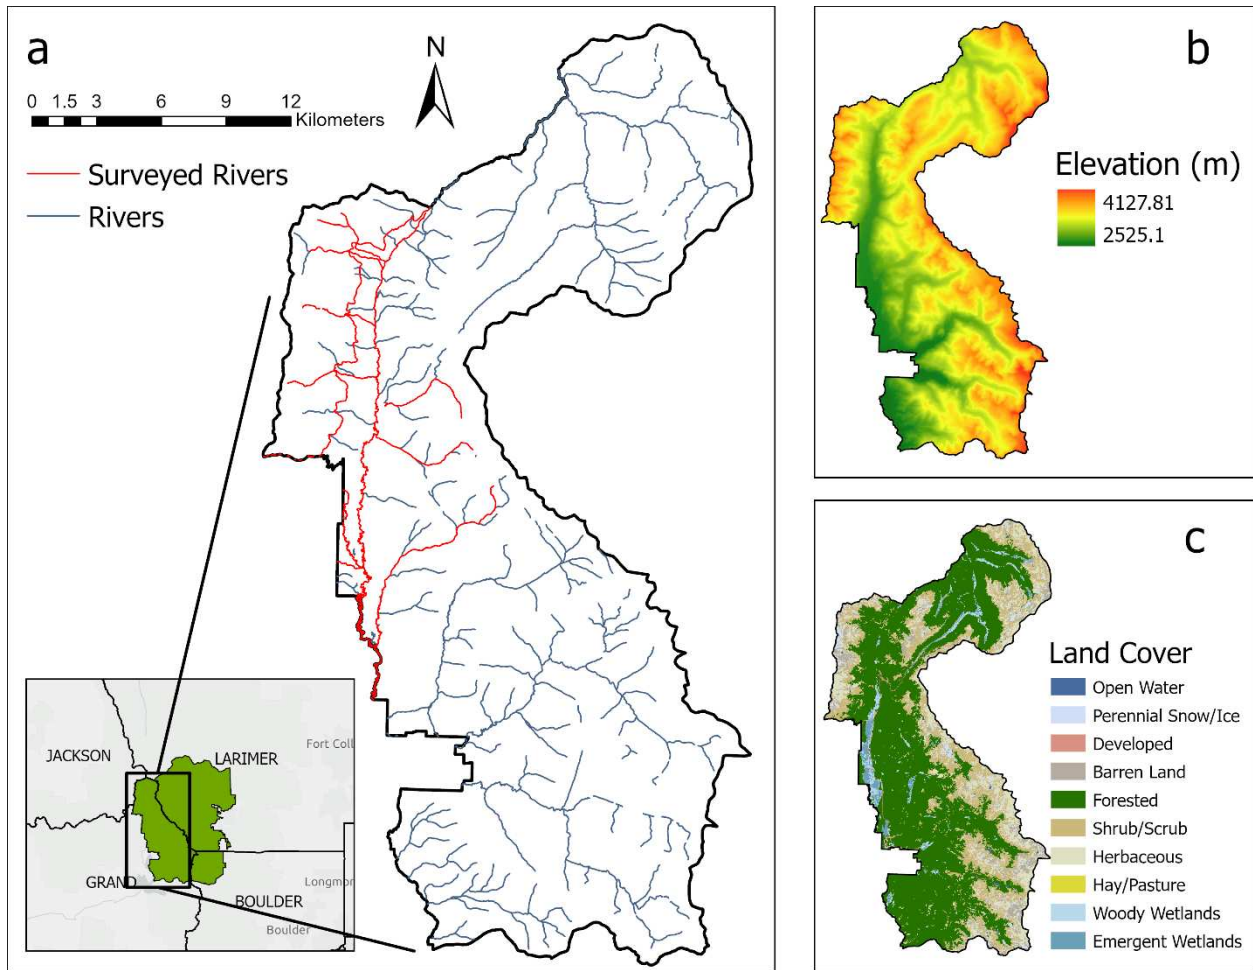 a
N
0 1.5 3 6 9 12
Kilometers
Surveyed Rivers
Rivers
JACKSON
LARIMER
Fort Coll
GRAND
BOULDER
Longmon
Boulder
b
Elevation (m)
4127.81
2525.1
c
Land Cover
Open Water
Perennial Snow/Ice
Developed
Barren Land
Forested
Shrub/Scrub
Herbaceous
Hay/Pasture
Woody Wetlands
Emergent Wetlands